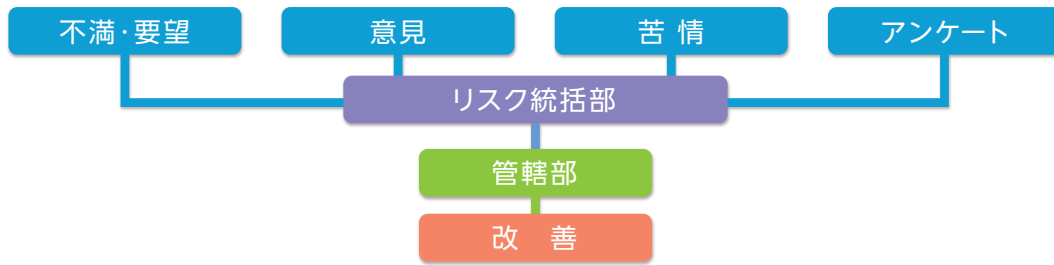 不満・要望
意見
苦 情
アンケート
リスク統括部
管轄部
改　善